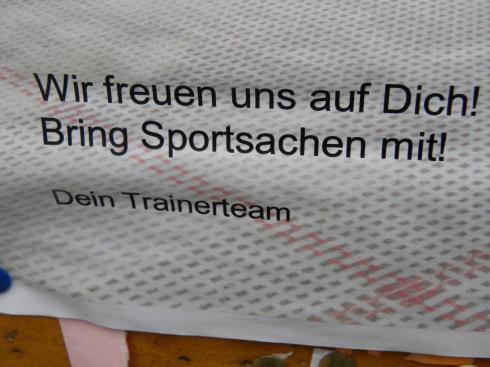 Wir freuen uns auf Dich!
Bring Sportsachen mit!
Dein Trainerteam